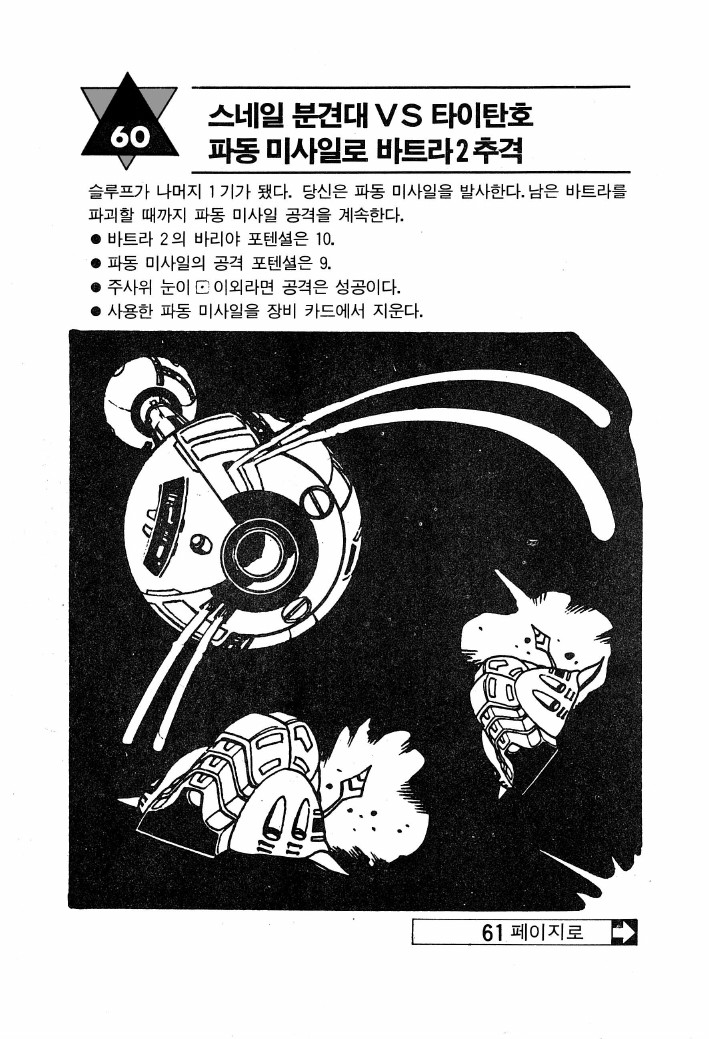 60
스네일 분견대 VS 타이탄호
파동 미사일로 바트라2추격
슬루프가 나머지 1기가 됐다. 당신은 파동 미사일을 발사한다. 남은 바트라를
파괴할 때까지 파동 미사일 공격을 계속한다.
● 바트라 2의 바리야 포텐셜은 10.
● 파동 미사일의 공격 포텐셜은 9.
● 주사위 눈이 ⚀ 이외라면 공격은 성공이다.
● 사용한 파동 미사일을 장비 카드에서 지운다.
61 페이지로